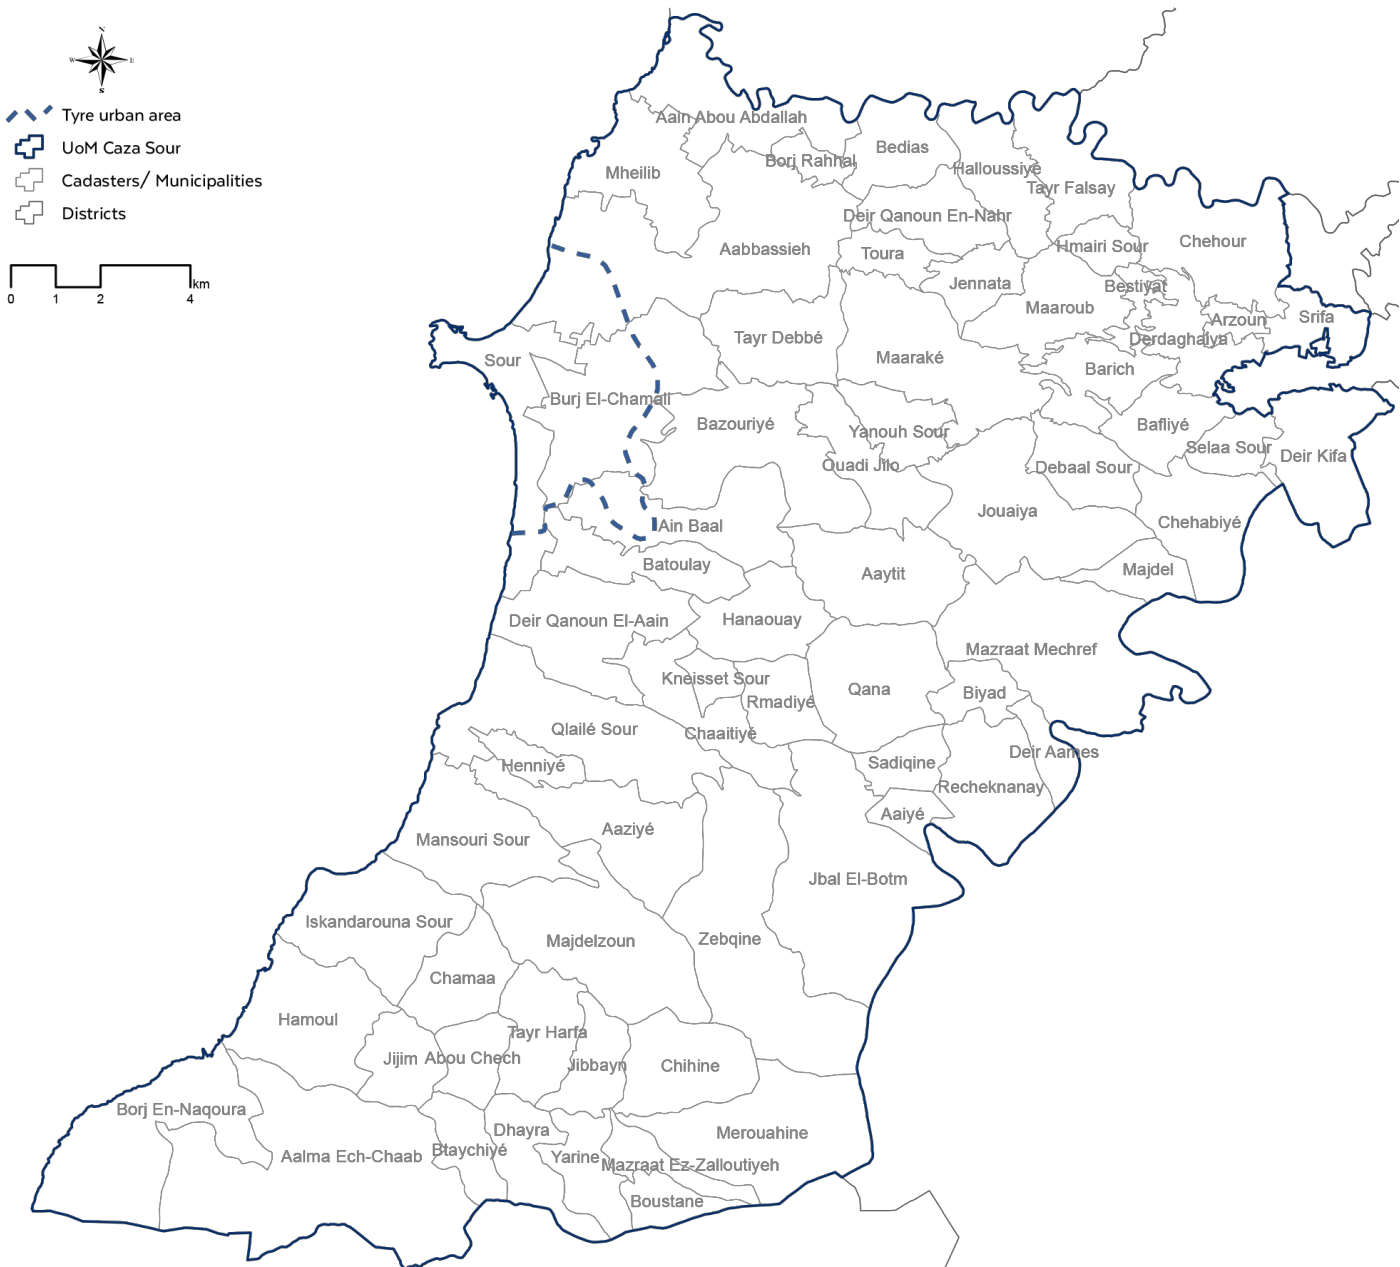 N
W
E
S
Tyre urban area
UoM Caza Sour
Cadasters/ Municipalities
Districts
km
0 1 2 4
Aain Abou Abdallah
Borj Rahhal
Bedias
Mheilib
Halloussiyé
Tayr Falsay
Deir Qanoun En-Nahr
Aabbassieh
Toura
Hmairi Sour
Chehour
Jennata
Bestiyat
Maaroub
Arzoun
Srifa
Tayr Debbé
Derdaghaiya
Sour
Maaraké
Barich
Burj El-Chamali
Bazouriyé
Yanouh Sour
Bafliyé
Selaa Sour
Deir Kifa
Ouadi Jilo
Debaal Sour
Jouaiya
Chehabiyé
Ain Baal
Batoulay
Aaytit
Majdel
Deir Qanoun El-Aain
Hanaouay
Mazraat Mechref
Kneisset Sour
Qana
Biyad
Rmadiyé
Qlailé Sour
Chaaitiyé
Deir Aames
Henniyé
Sadiqine
Recheknanay
Aaiyé
Aaziyé
Mansouri Sour
Jbal El-Botm
Iskandarouna Sour
Majdelzoun
Zebqine
Chamaa
Hamoul
Tayr Harfa
Jijim
Abou Chech
Jibbayn
Chihine
Borj En-Naqoura
Dhayra
Merouahine
Aalma Ech-Chaab
Btaychiyé
Yarine
Mazraat Ez-Zalloutiyeh
Boustane